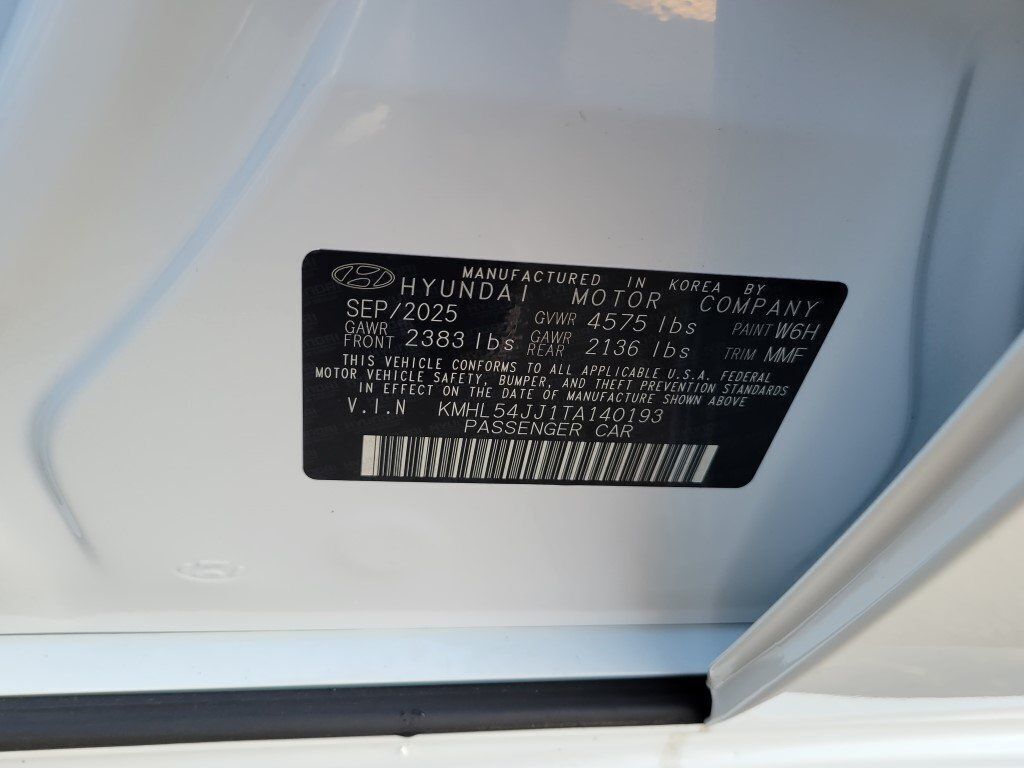 MANUFACTURED IN KOREA BY
HYUNDAI MOTOR COMPANY
SEP/2025 GVWR 4575 lbs PAINT W6H
GAWR FRONT 2383 lbs GAWR REAR 2136 lbs TRIM MMF
THIS VEHICLE CONFORMS TO ALL APPLICABLE U.S.A. FEDERAL
MOTOR VEHICLE SAFETY, BUMPER, AND THEFT PREVENTION STANDARDS
IN EFFECT ON THE DATE OF MANUFACTURE SHOWN ABOVE
V.I.N KMHL54JJ1TA140193
PASSENGER CAR